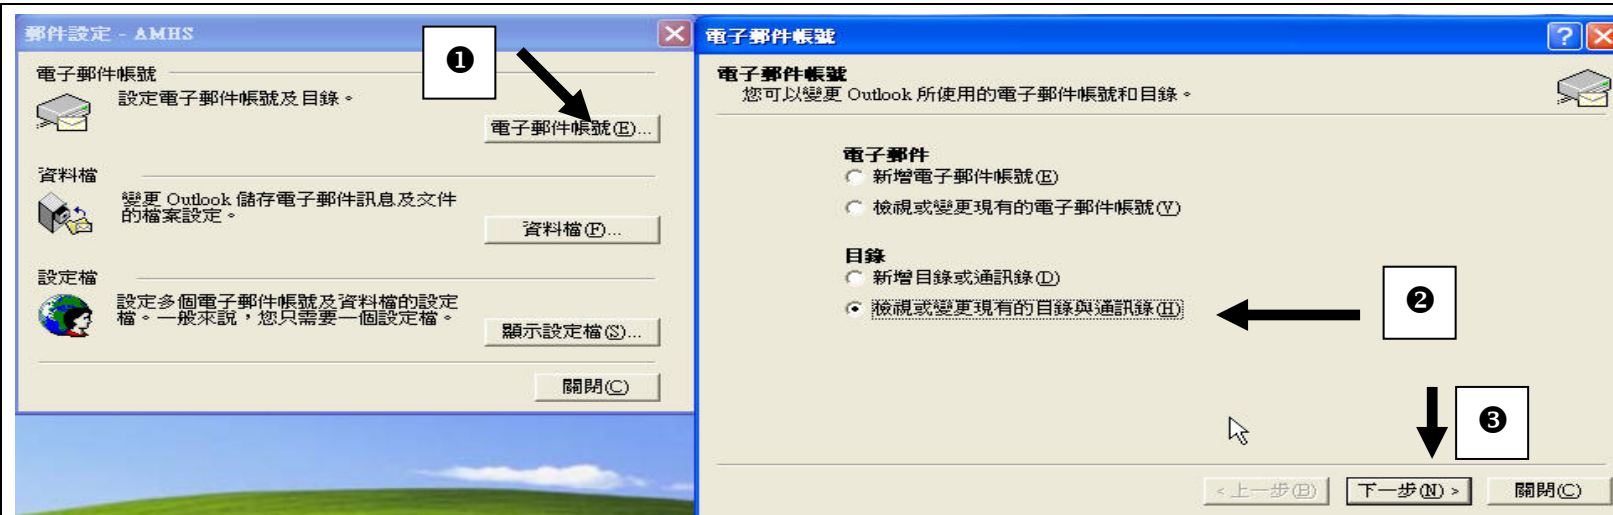 郵件設定 - AMHS
❶
電子郵件帳號
設定電子郵件帳號及目錄。
電子郵件帳號(E)...
資料檔
變更 Outlook 儲存電子郵件訊息及文件
的檔案設定。
資料檔(F)...
設定檔
設定多個電子郵件帳號及資料檔的設定
檔。一般來說，您只需要一個設定檔。
顯示設定檔(S)...
關閉(C)
電子郵件帳號
電子郵件帳號
您可以變更 Outlook 所使用的電子郵件帳號和目錄。
電子郵件
新增電子郵件帳號(E)
檢視或變更現有的電子郵件帳號(V)
目錄
新增目錄或通訊錄(D)
檢視或變更現有的目錄與通訊錄(H)
❷
❸
<上一步(B)
下一步(N) >
關閉(C)